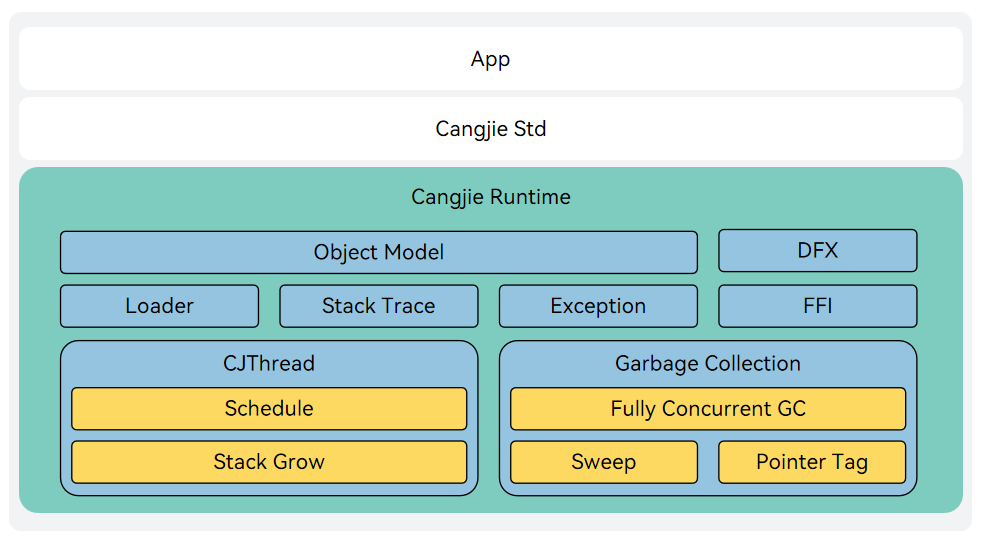 App
Cangjie Std
Cangjie Runtime
Object Model
DFX
Loader
Stack Trace
Exception
FFI
CJThread
Schedule
Stack Grow
Garbage Collection
Fully Concurrent GC
Sweep
Pointer Tag